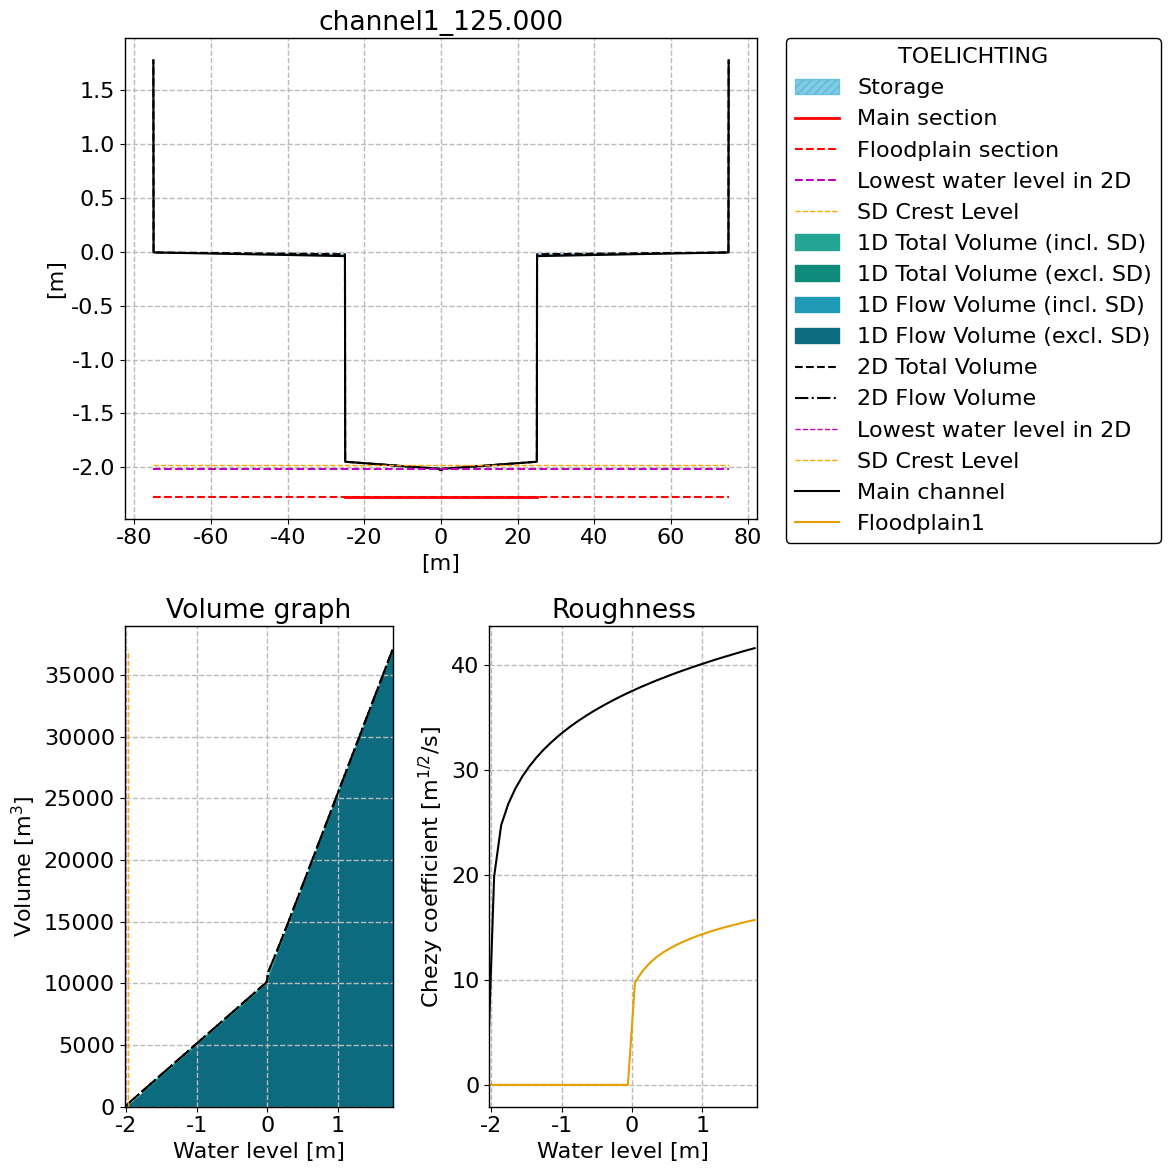 channel1_125.000
1.5
1.0
0.5
0.0
-0.5
-1.0
-1.5
-2.0
[m]
-80 -60 -40 -20 0 20 40 60 80
[m]
TOELICHTING
Storage
Main section
Floodplain section
Lowest water level in 2D
SD Crest Level
1D Total Volume (incl. SD)
1D Total Volume (excl. SD)
1D Flow Volume (incl. SD)
1D Flow Volume (excl. SD)
2D Total Volume
2D Flow Volume
Lowest water level in 2D
SD Crest Level
Main channel
Floodplain1
Volume graph
35000
30000
25000
20000
15000
10000
5000
0
Volume [m³]
-2 -1 0 1
Water level [m]
Roughness
40
30
20
10
0
Chezy coefficient [m^{1/2}/s]
-2 -1 0 1
Water level [m]